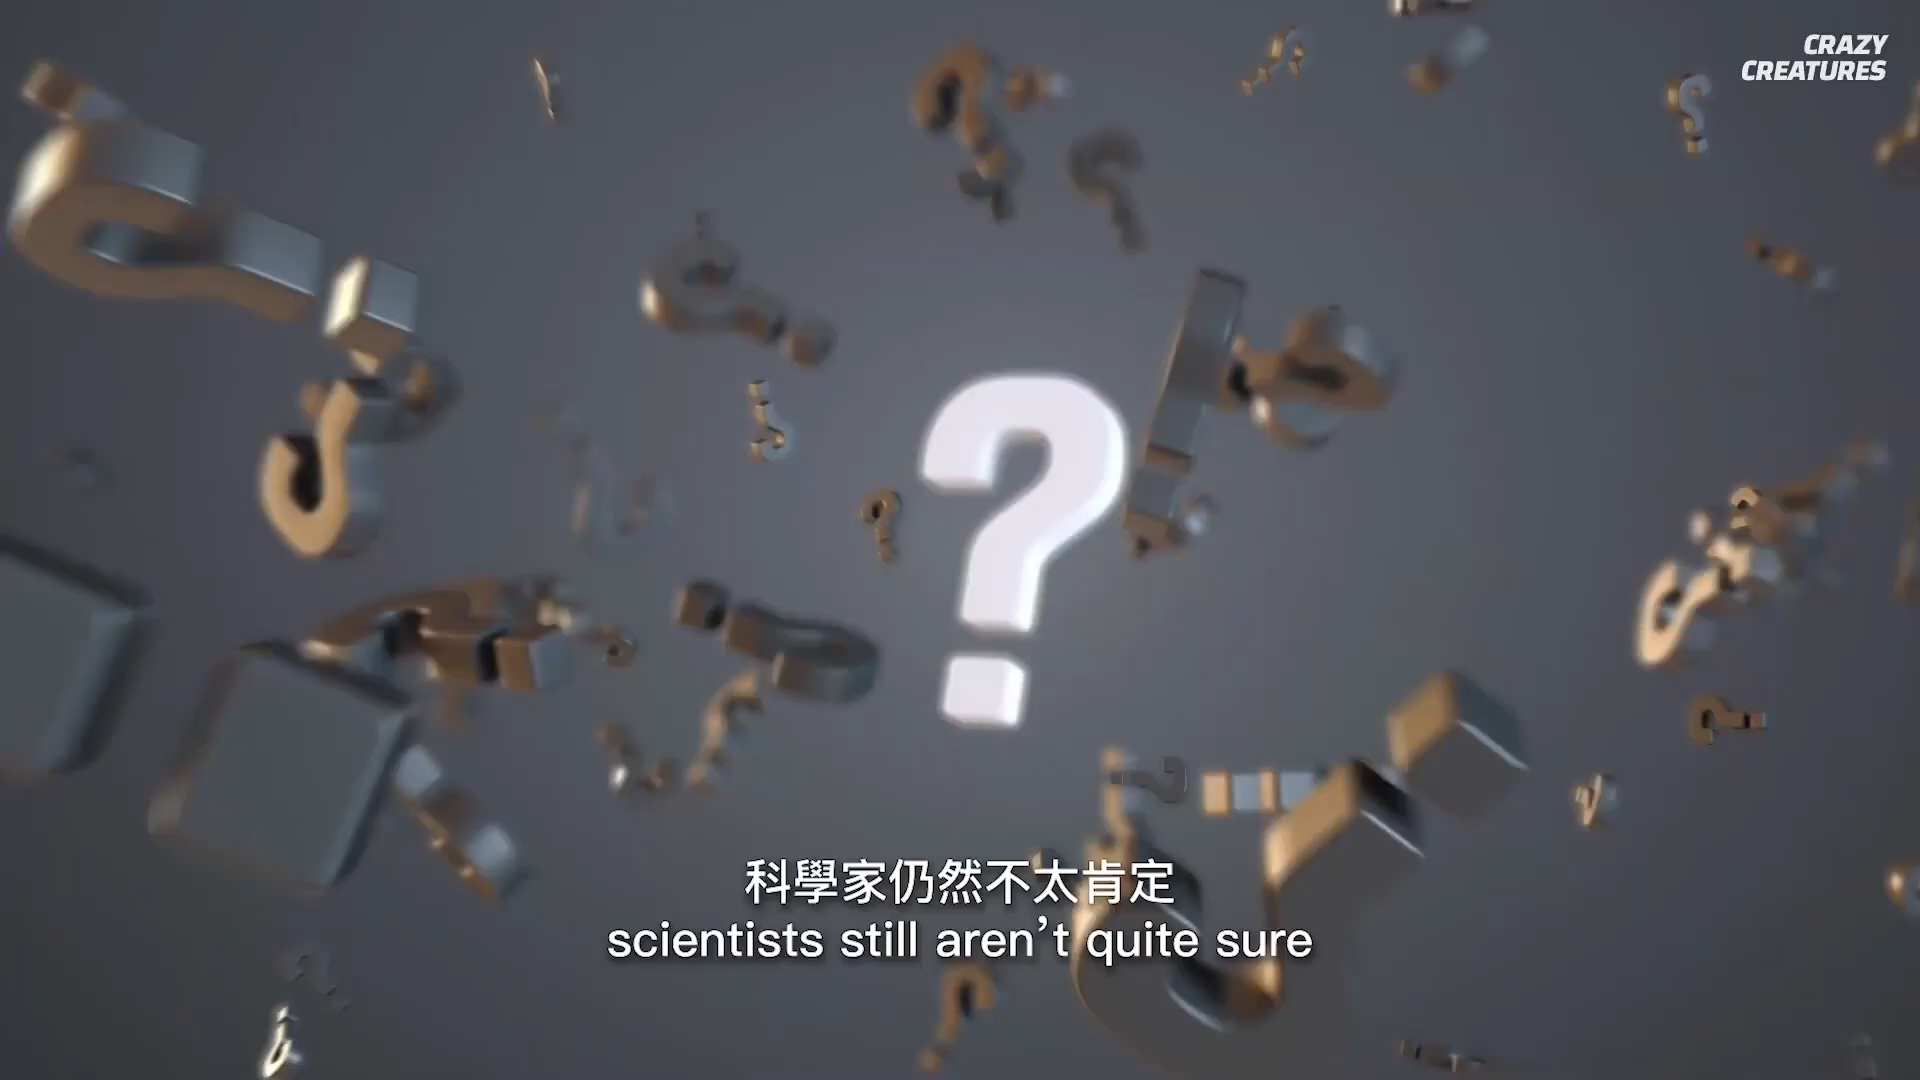 CRAZY
CREATURES
?
科學家仍然不太肯定
scientists still aren't quite sure